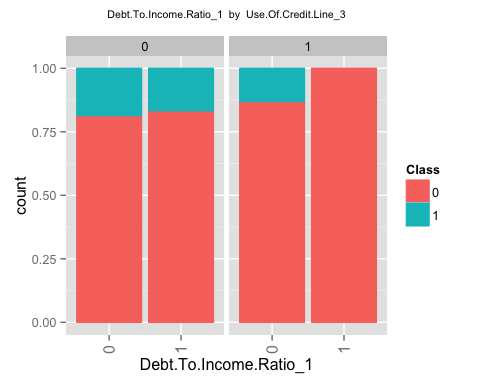 Debt.To.Income.Ratio_1 by Use.Of.Credit.Line_3
0 1
1.00
0.75
0.50
0.25
0.00
count
0 1 0 1
Debt.To.Income.Ratio_1
Class
0
1